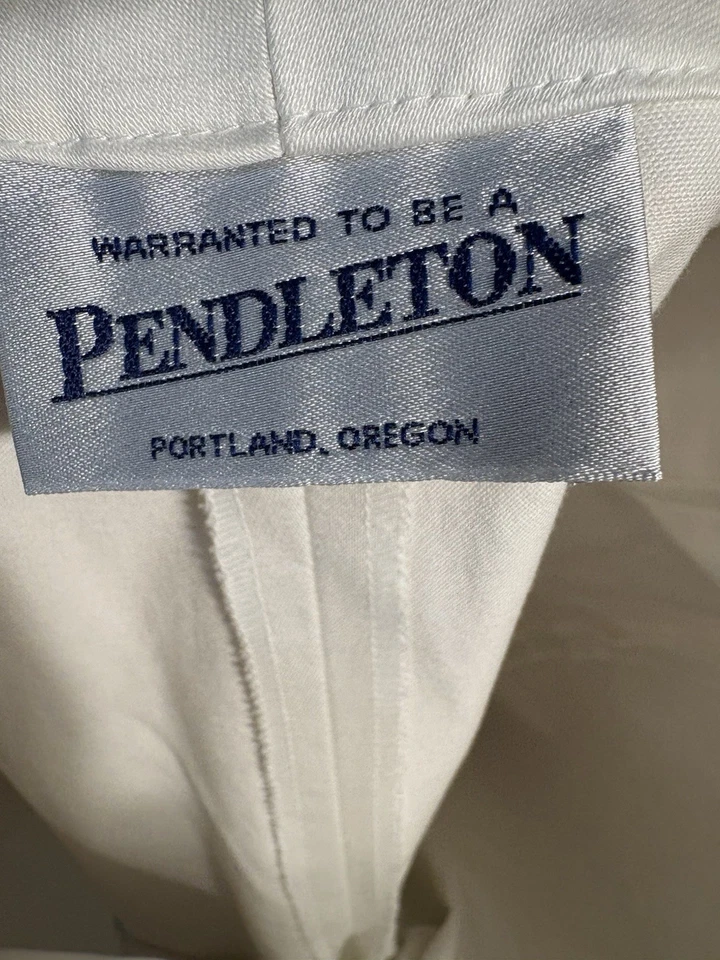 WARRANTED TO BE A
PENDLETON
PORTLAND, OREGON